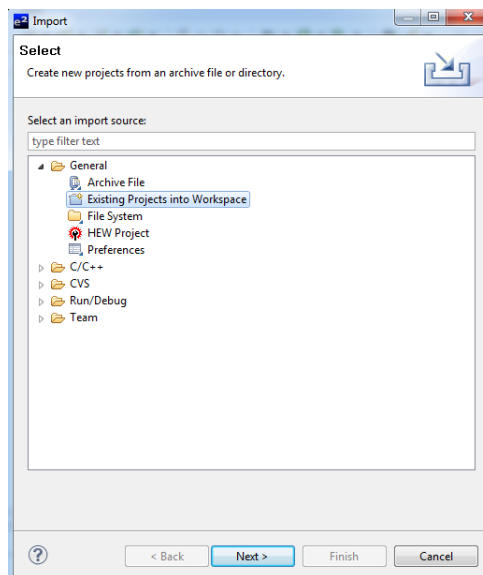 e2 Import
Select
Create new projects from an archive file or directory.
Select an import source:
type filter text
General
Archive File
Existing Projects into Workspace
File System
HEW Project
Preferences
C/C++
CVS
Run/Debug
Team
?
< Back
Next >
Finish
Cancel